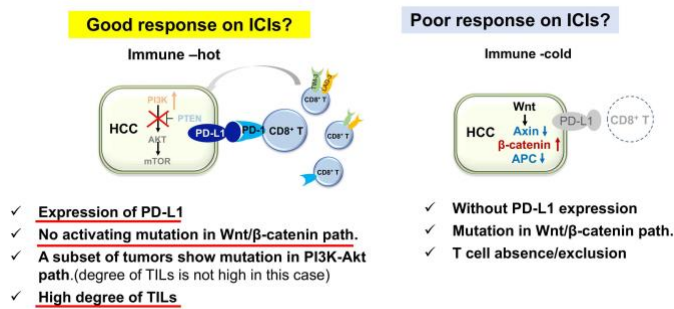 Good response on ICIs?
Poor response on ICIs?
Immune –hot
Immune -cold
HCC
PI3K
PTEN
AKT
mTOR
PD-L1
PD-1
CD8⁺ T
CD8⁺ T
CD8⁺ T
CD8⁺ T
HCC
Wnt
Axin
β-catenin
APC
PD-L1
CD8⁺ T
✓ Expression of PD-L1
✓ No activating mutation in Wnt/β-catenin path.
✓ A subset of tumors show mutation in PI3K-Akt
path.(degree of TILs is not high in this case)
✓ High degree of TILs
✓ Without PD-L1 expression
✓ Mutation in Wnt/β-catenin path.
✓ T cell absence/exclusion